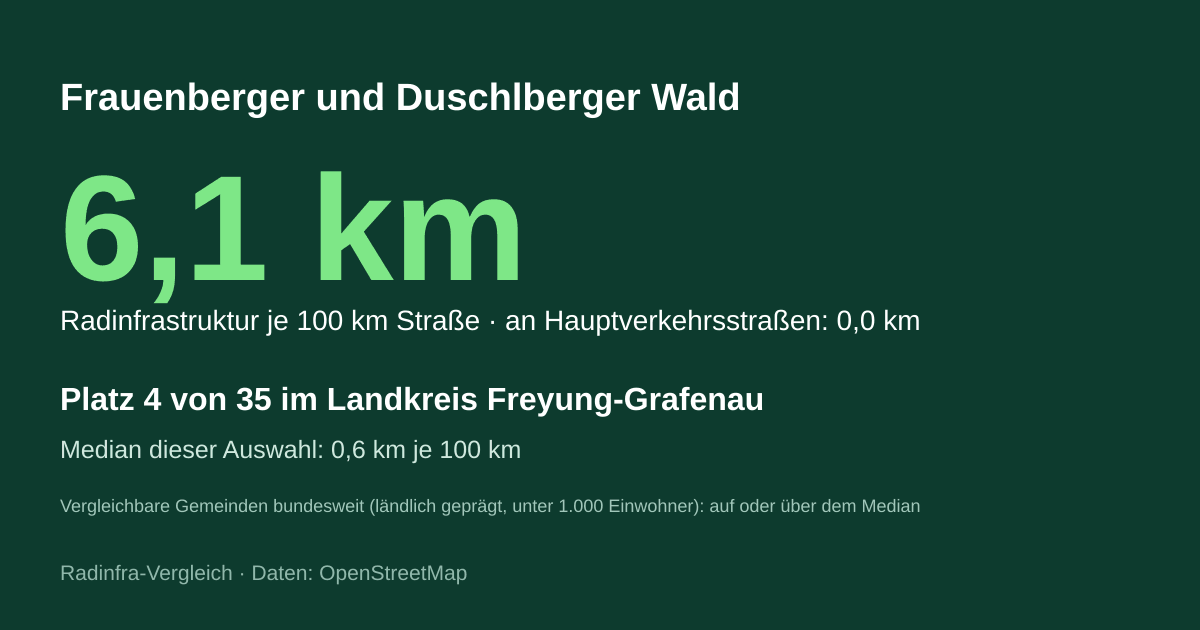 Frauenberger und Duschlberger Wald
6,1 km
Radinfrastruktur je 100 km Straße · an Hauptverkehrsstraßen: 0,0 km
Platz 4 von 35 im Landkreis Freyung-Grafenau
Median dieser Auswahl: 0,6 km je 100 km
Vergleichbare Gemeinden bundesweit (ländlich geprägt, unter 1.000 Einwohner): auf oder über dem Median
Radinfra-Vergleich · Daten: OpenStreetMap